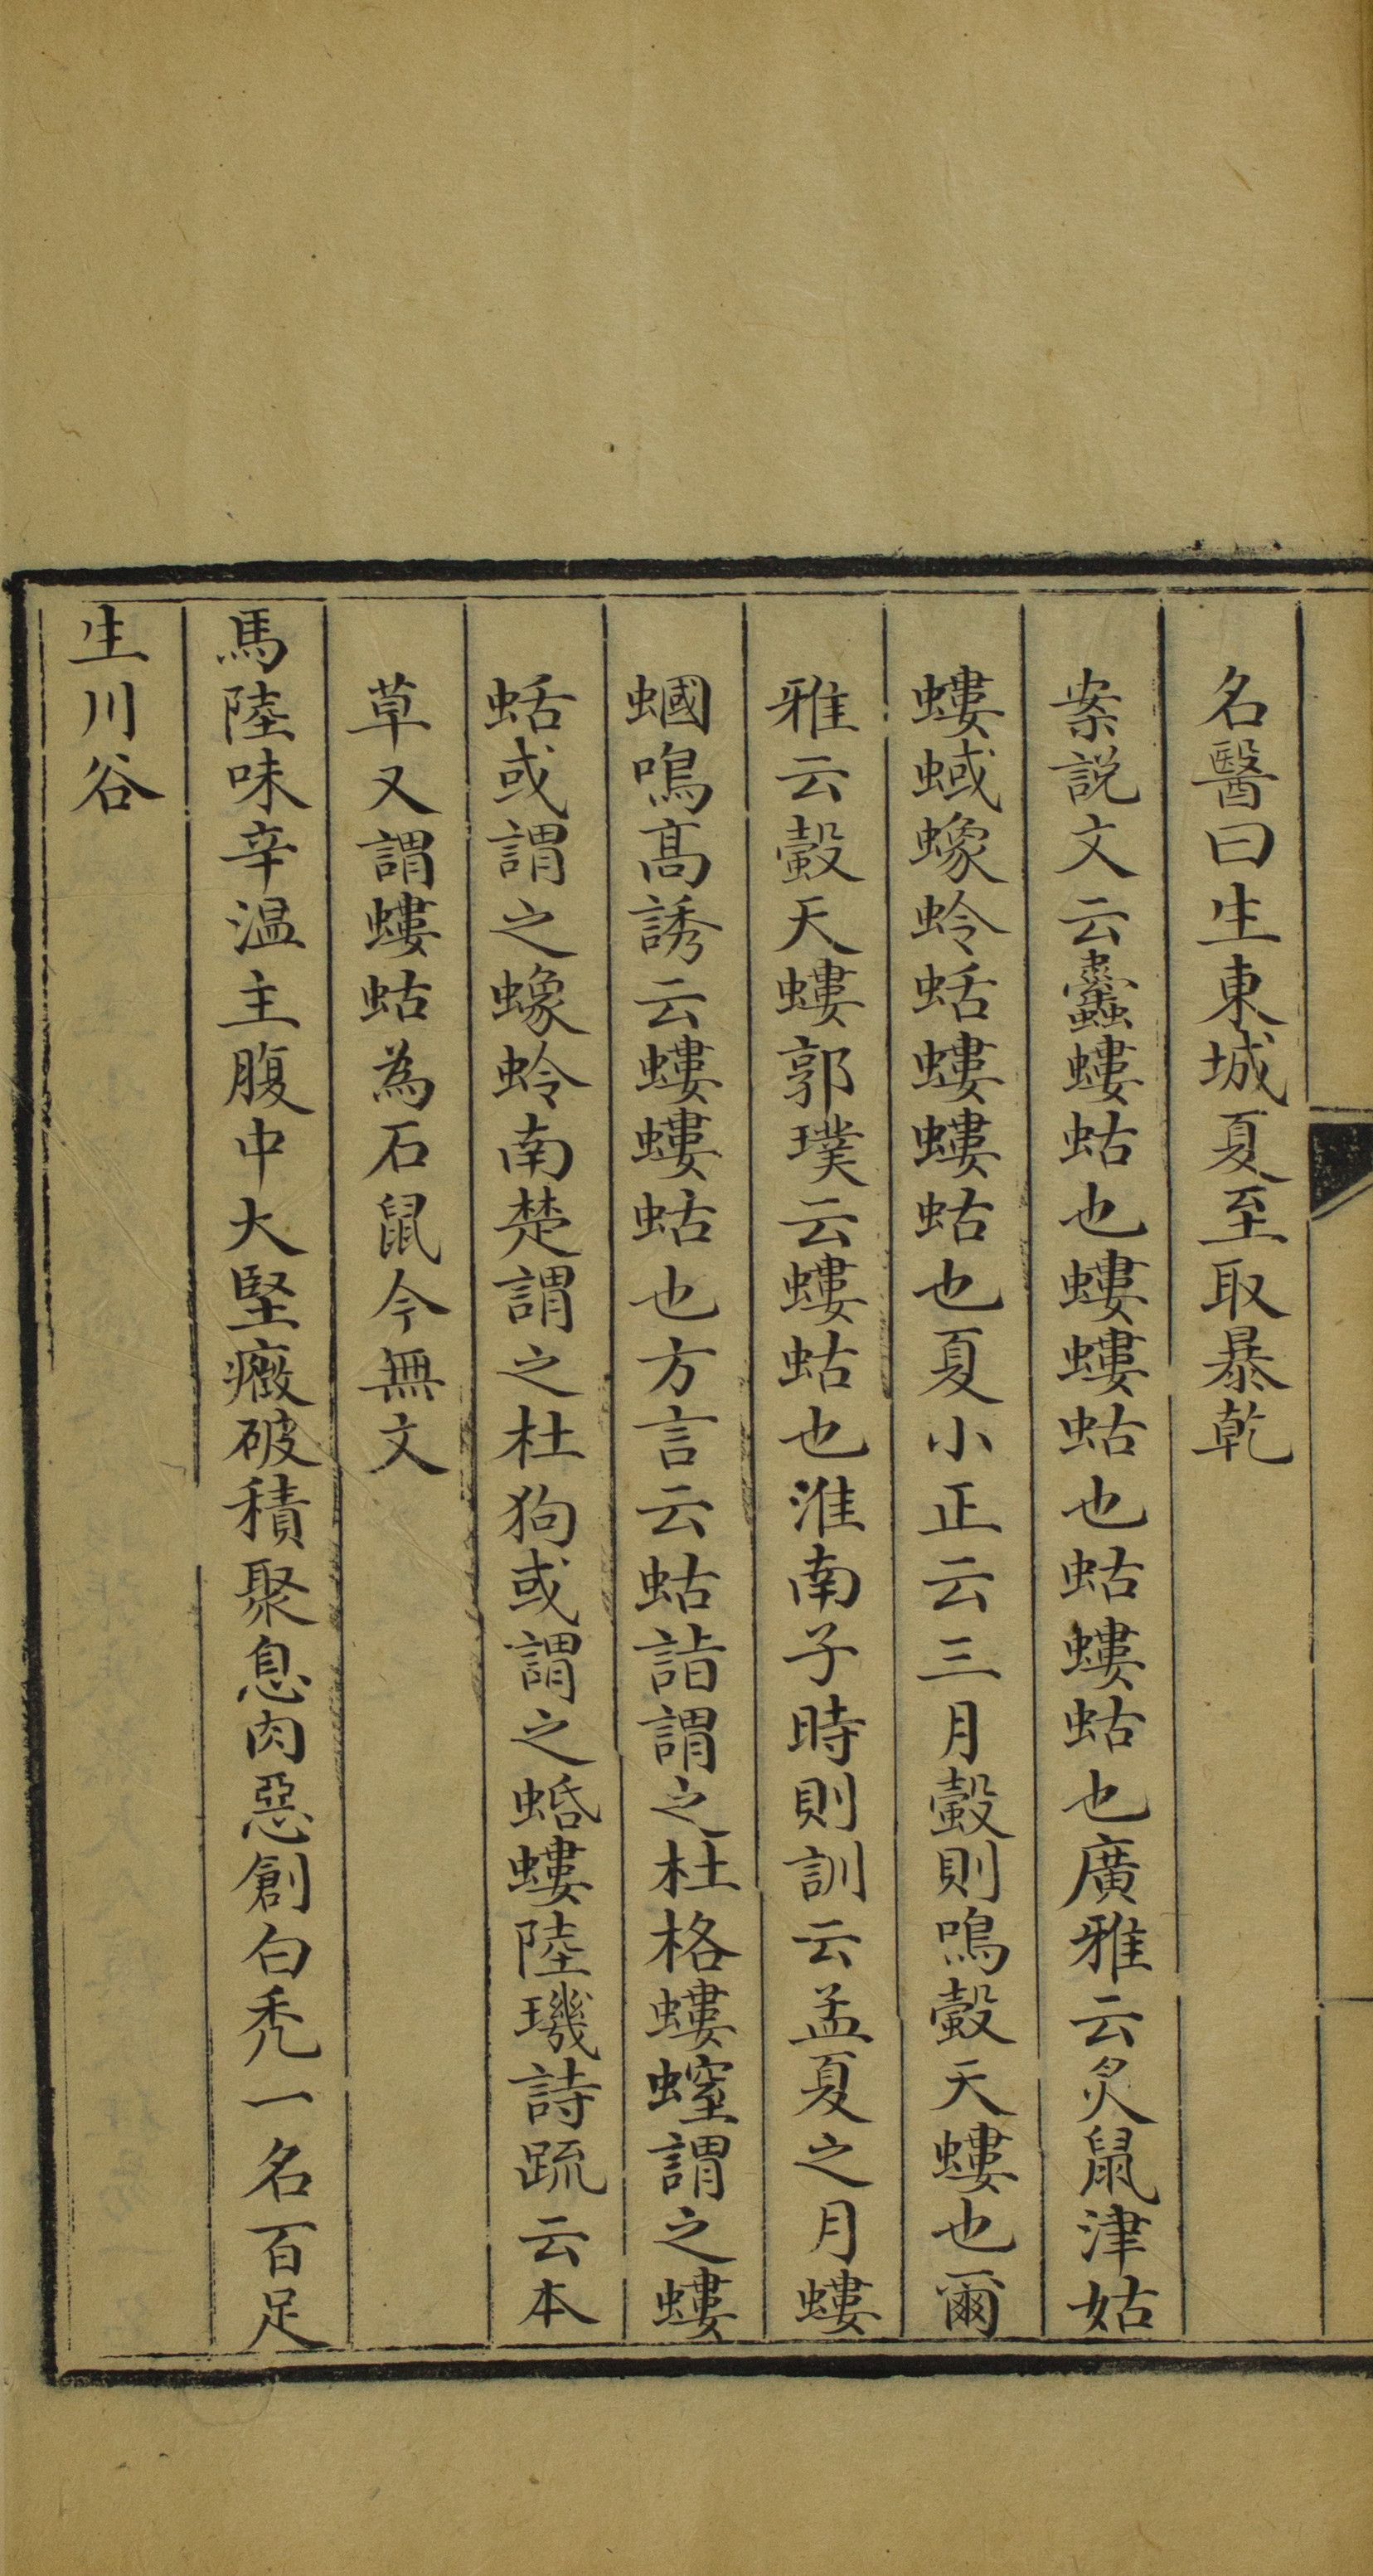 名醫曰生東城夏至取暴乾
案説文云蠹螻蛄也螻螻蛄也蛄螻蛄也廣雅云炙鼠津姑
螻蜮蟓蛉蛞螻螻蛄也夏小正云三月螜則鳴螜天螻也爾
雅云螜天螻郭璞云螻蛄也淮南子時則訓云孟夏之月螻
蟈鳴髙誘云螻螻蛄也方言云蛄䛯謂之杜格螻螲謂之螻
蛞或謂之蟓蛉南楚謂之杜狗或謂之蛞螻陸璣詩䟽云本
草又謂螻蛄為石鼠今無文
馬陸味辛温主腹中大堅癥破積聚息肉惡創白秃一名百足
生川谷